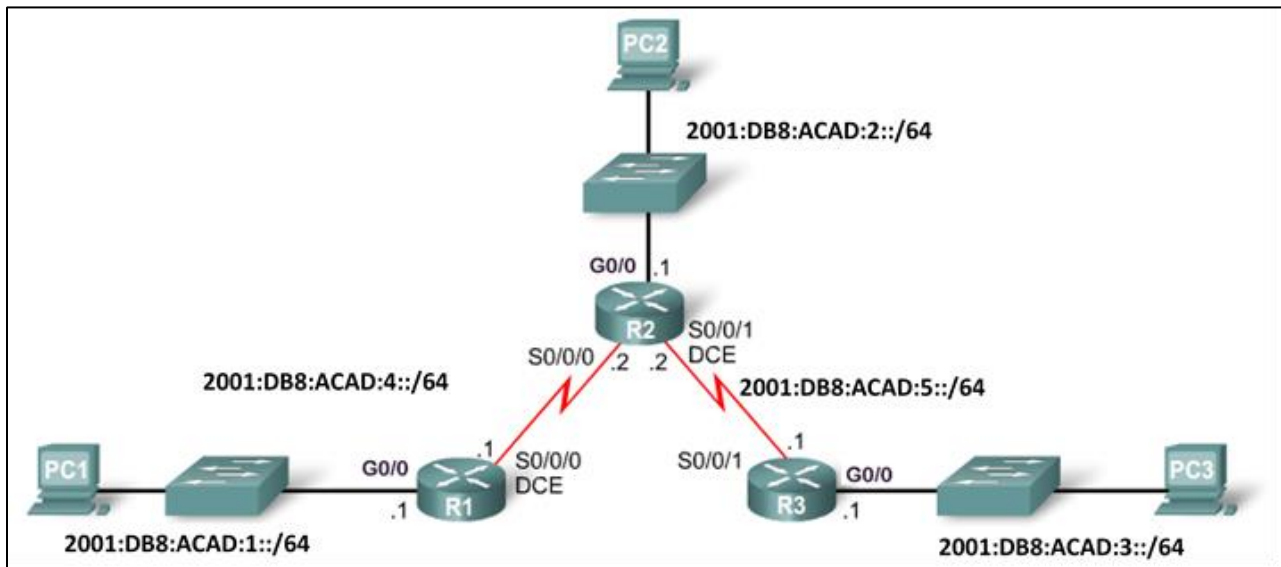 PC2
2001:DB8:ACAD:2::/64
G0/0 .1
R2
S0/0/1
DCE
S0/0/0
.2 .2
2001:DB8:ACAD:4::/64
2001:DB8:ACAD:5::/64
PC1
G0/0
.1
R1
.1
S0/0/0
DCE
2001:DB8:ACAD:1::/64
.1
S0/0/1
R3
G0/0
.1
PC3
2001:DB8:ACAD:3::/64